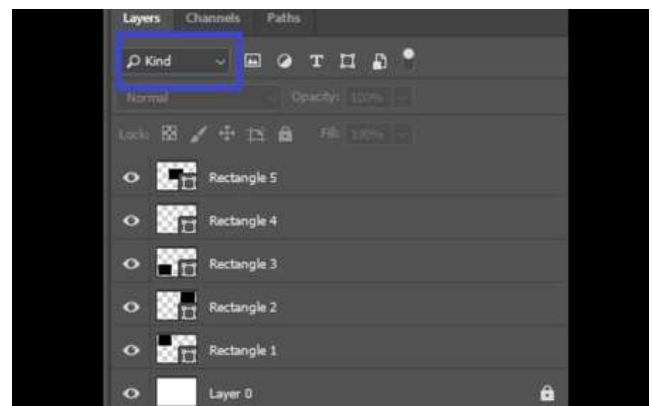 Layers Channels Paths
Kind
Normal Opacity: 100%
Lock: Fill: 100%
Rectangle 5
Rectangle 4
Rectangle 3
Rectangle 2
Rectangle 1
Layer 0